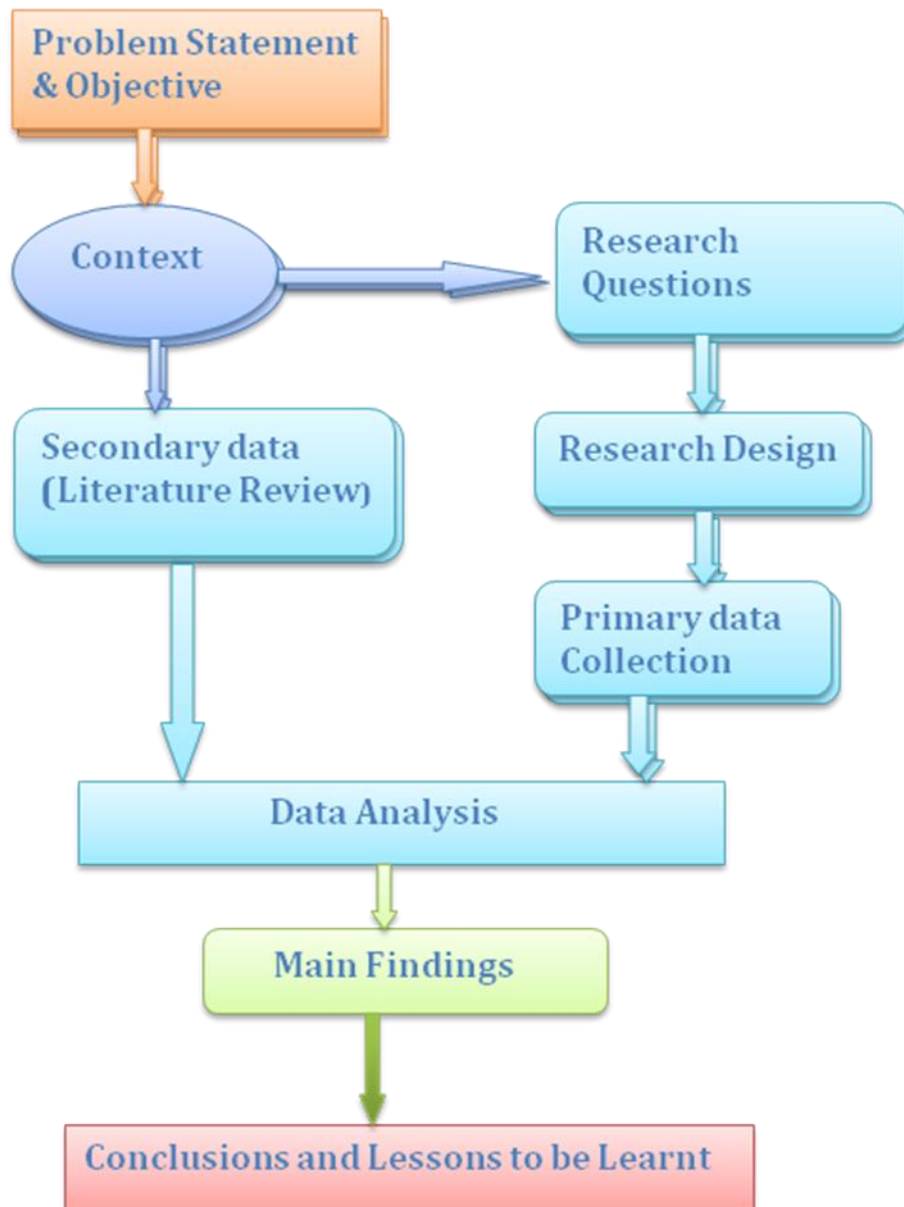 Problem Statement
& Objective
Context
Research
Questions
Secondary data
(Literature Review)
Research Design
Primary data
Collection
Data Analysis
Main Findings
Conclusions and Lessons to be Learnt